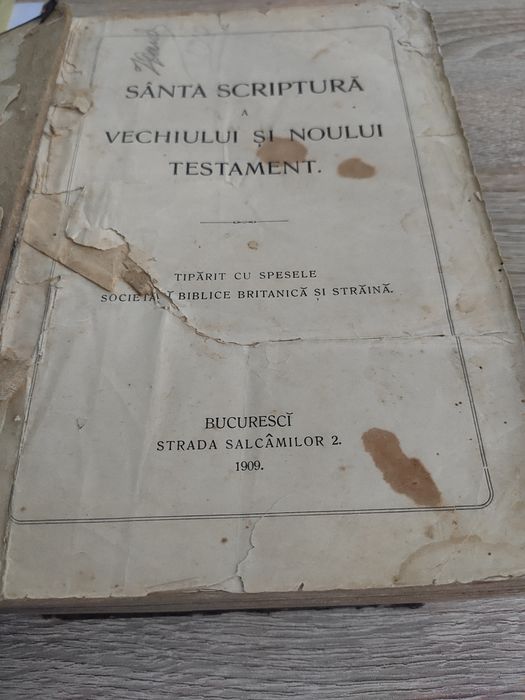 SÂNTA SCRIPTURĂ
A
VECHIULUI ȘI NOULUI
TESTAMENT.
TIPĂRIT CU SPESELE
BIBLICE BRITANICĂ ȘI STRĂINĂ.
BUCURESCĬ
STRADA SALCÂMILOR 2.
1909.